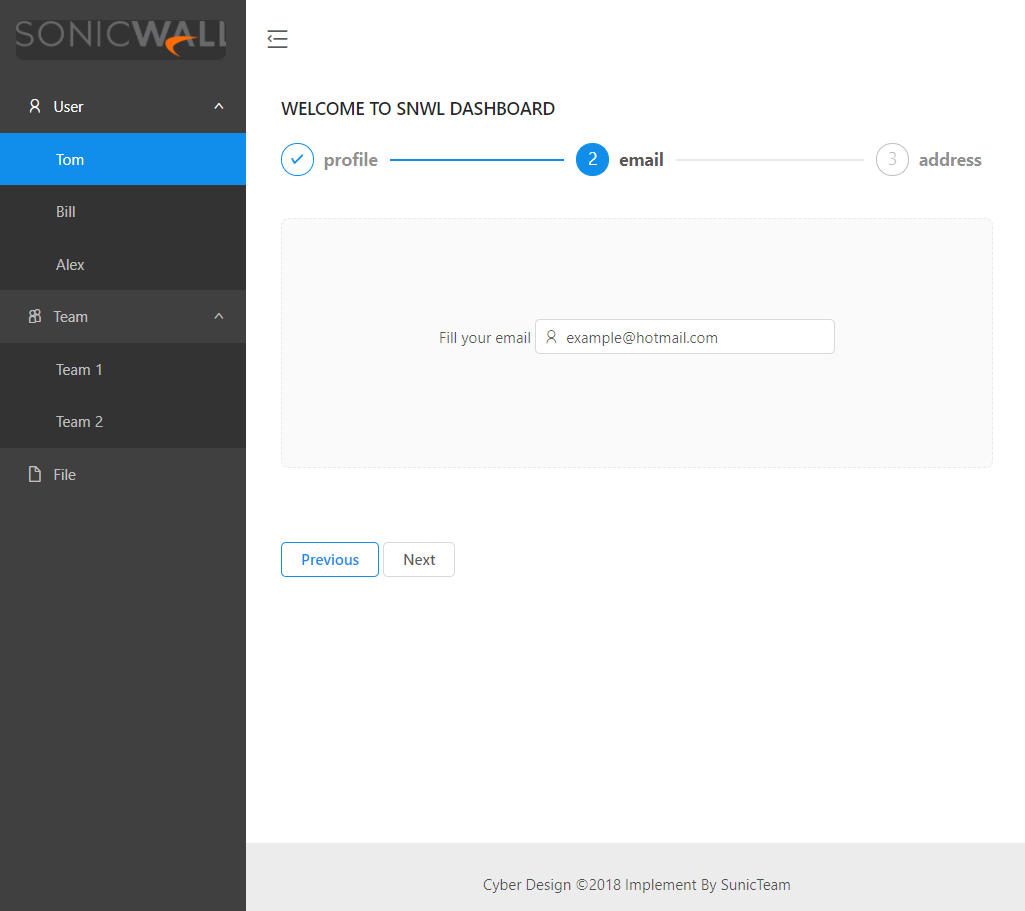 SONICWALL
User
Tom
Bill
Alex
Team
Team 1
Team 2
File
WELCOME TO SNWL DASHBOARD
profile
2 email
3 address
Fill your email example@hotmail.com
Previous Next
Cyber Design ©2018 Implement By SunicTeam